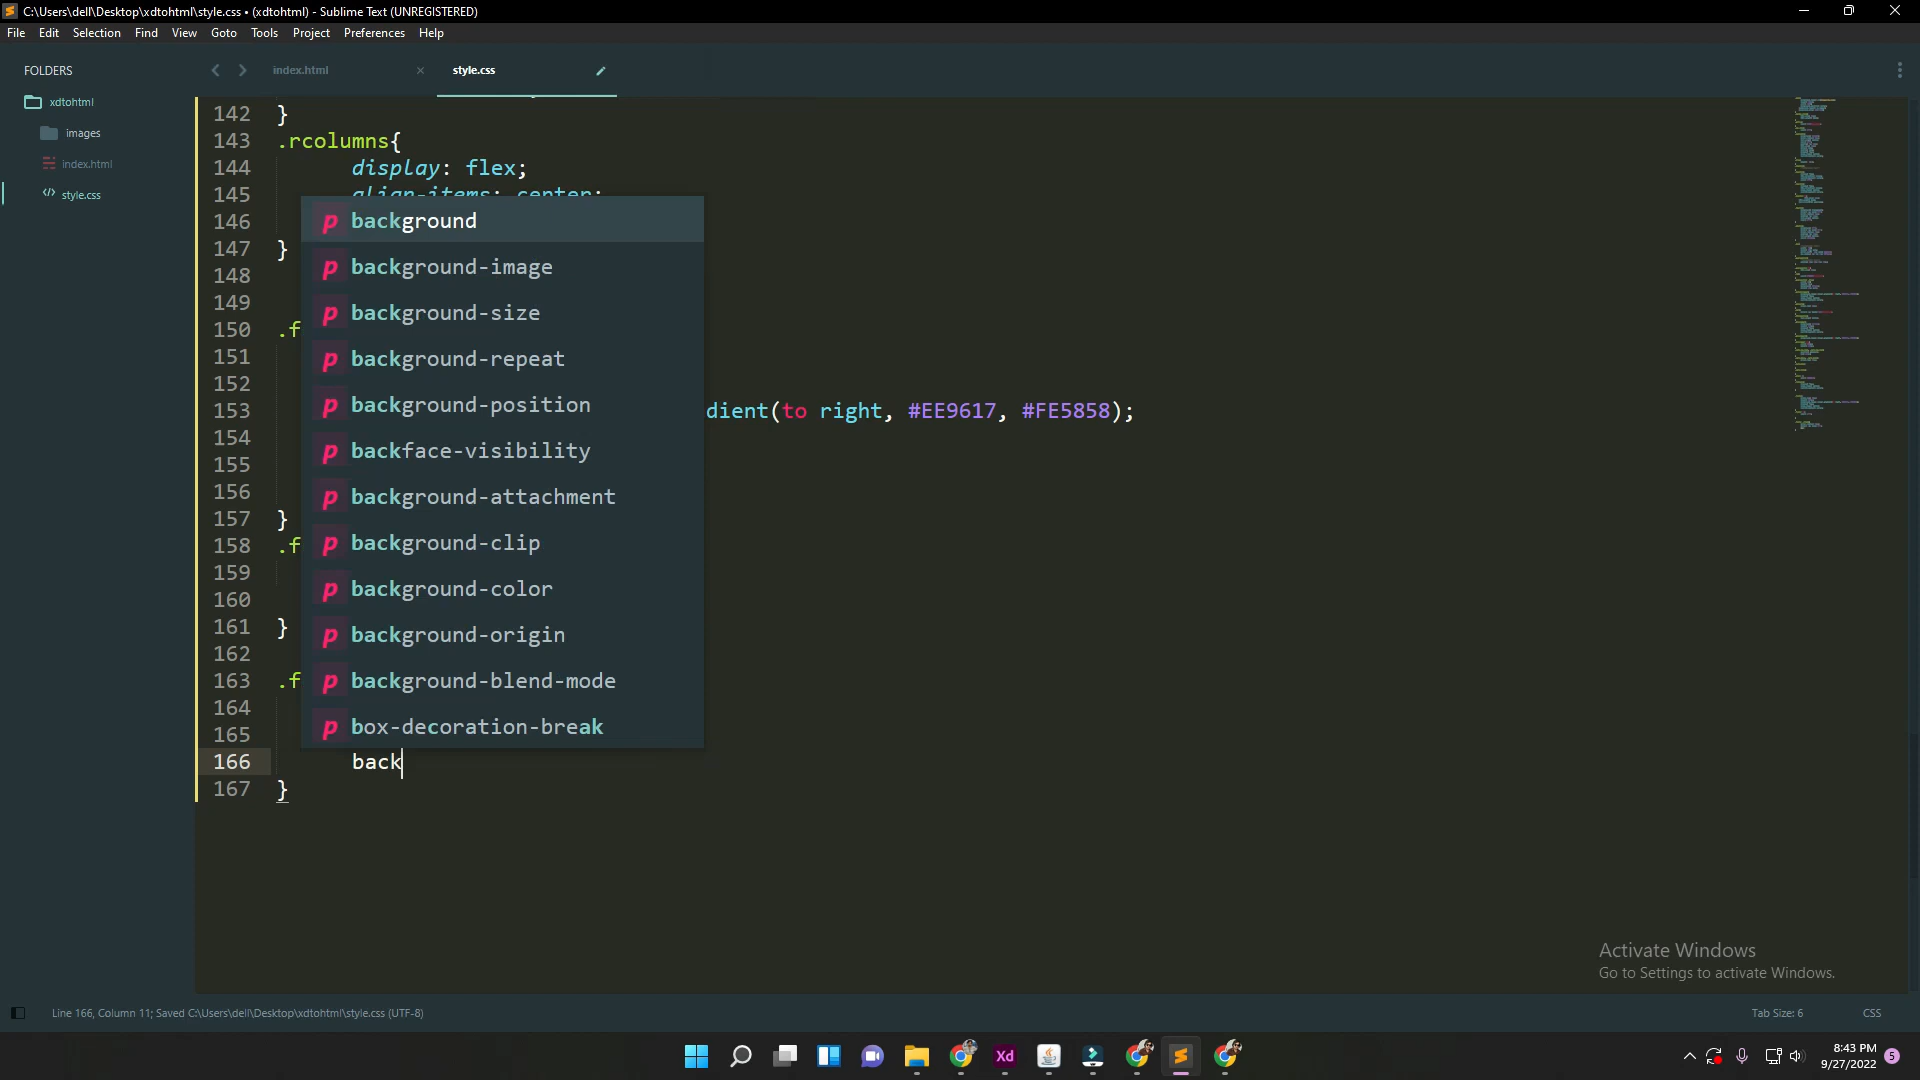 C:\Users\dell\Desktop\xdtohtml\style.css • (xdtohtml) - Sublime Text (UNREGISTERED)
File Edit Selection Find View Goto Tools Project Preferences Help
FOLDERS
xdtohtml
images
index.html
style.css
index.html
style.css
142 }
143 .rcolumns{
144 display: flex;
145 align-items: center;
146
147 }
148
149
150 .f
151
152
153 dient(to right, #EE9617, #FE5858);
154
155
156
157 }
158 .f
159
160
161 }
162
163 .f
164
165
166 back
167 }
p background
p background-image
p background-size
p background-repeat
p background-position
p backface-visibility
p background-attachment
p background-clip
p background-color
p background-origin
p background-blend-mode
p box-decoration-break
Activate Windows
Go to Settings to activate Windows.
Line 166, Column 11; Saved C:\Users\dell\Desktop\xdtohtml\style.css (UTF-8)
Tab Size: 6
CSS
Xd
8:43 PM
9/27/2022
5